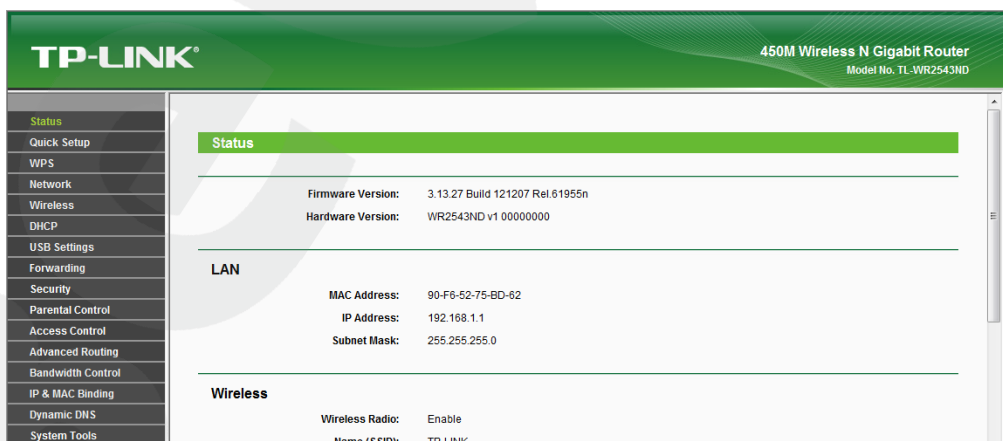 TP-LINK®
450M Wireless N Gigabit Router
Model No. TL-WR2543ND
Status
Quick Setup
WPS
Network
Wireless
DHCP
USB Settings
Forwarding
Security
Parental Control
Access Control
Advanced Routing
Bandwidth Control
IP & MAC Binding
Dynamic DNS
System Tools
Status
Firmware Version: 3.13.27 Build 121207 Rel.61955n
Hardware Version: WR2543ND v1 00000000
LAN
MAC Address: 90-F6-52-75-BD-62
IP Address: 192.168.1.1
Subnet Mask: 255.255.255.0
Wireless
Wireless Radio: Enable
Name (SSID): TP-LINK